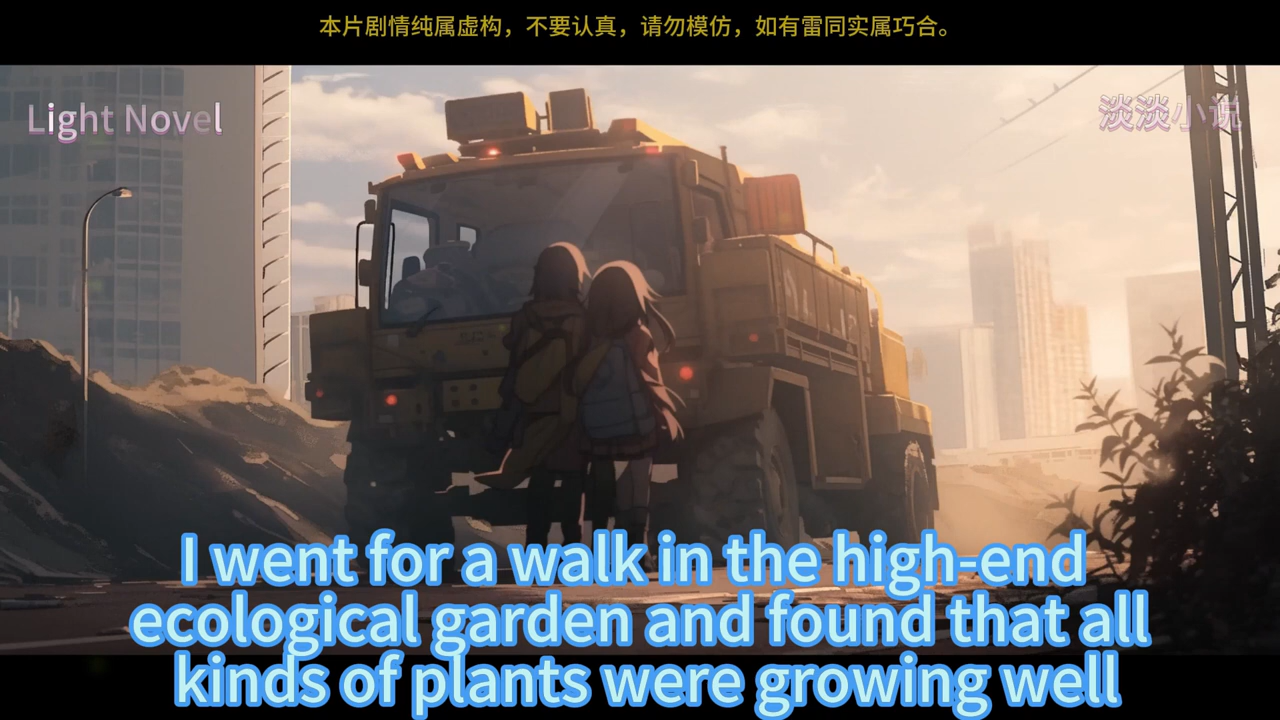 本片剧情纯属虚构，不要认真，请勿模仿，如有雷同实属巧合。
Light Novel
淡淡小说
I went for a walk in the high-end
ecological garden and found that all
kinds of plants were growing well